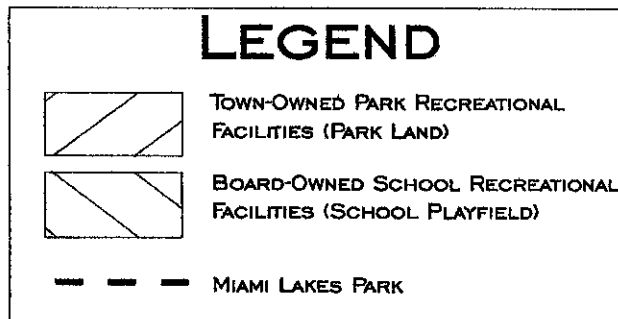 LEGEND
TOWN-OWNED PARK RECREATIONAL
FACILITIES (PARK LAND)
BOARD-OWNED SCHOOL RECREATIONAL
FACILITIES (SCHOOL PLAYFIELD)
MIAMI LAKES PARK